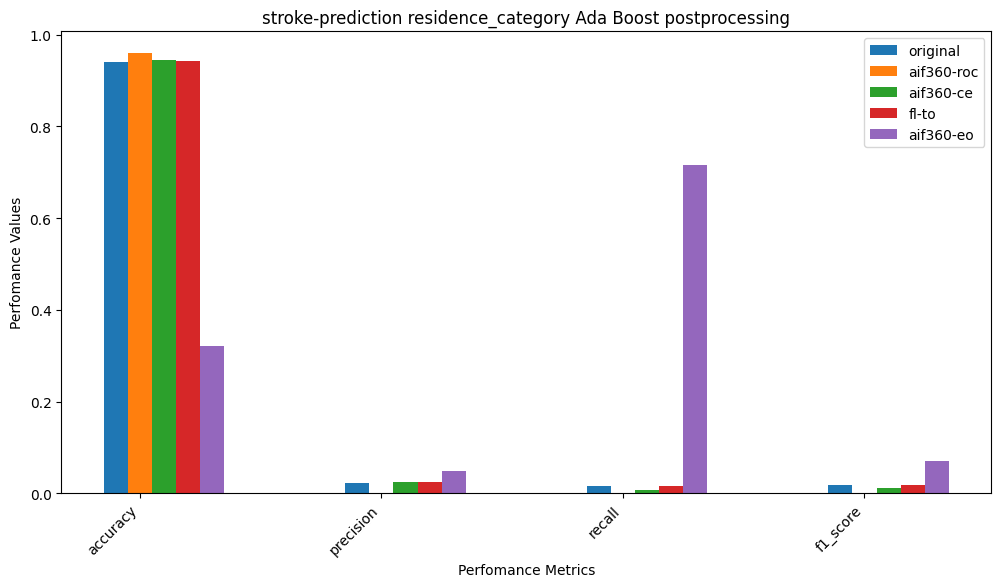 stroke-prediction residence_category Ada Boost postprocessing
original
aif360-roc
aif360-ce
fl-to
aif360-eo
Perfomance Values
1.0
0.8
0.6
0.4
0.2
0.0
accuracy
precision
recall
f1_score
Perfomance Metrics